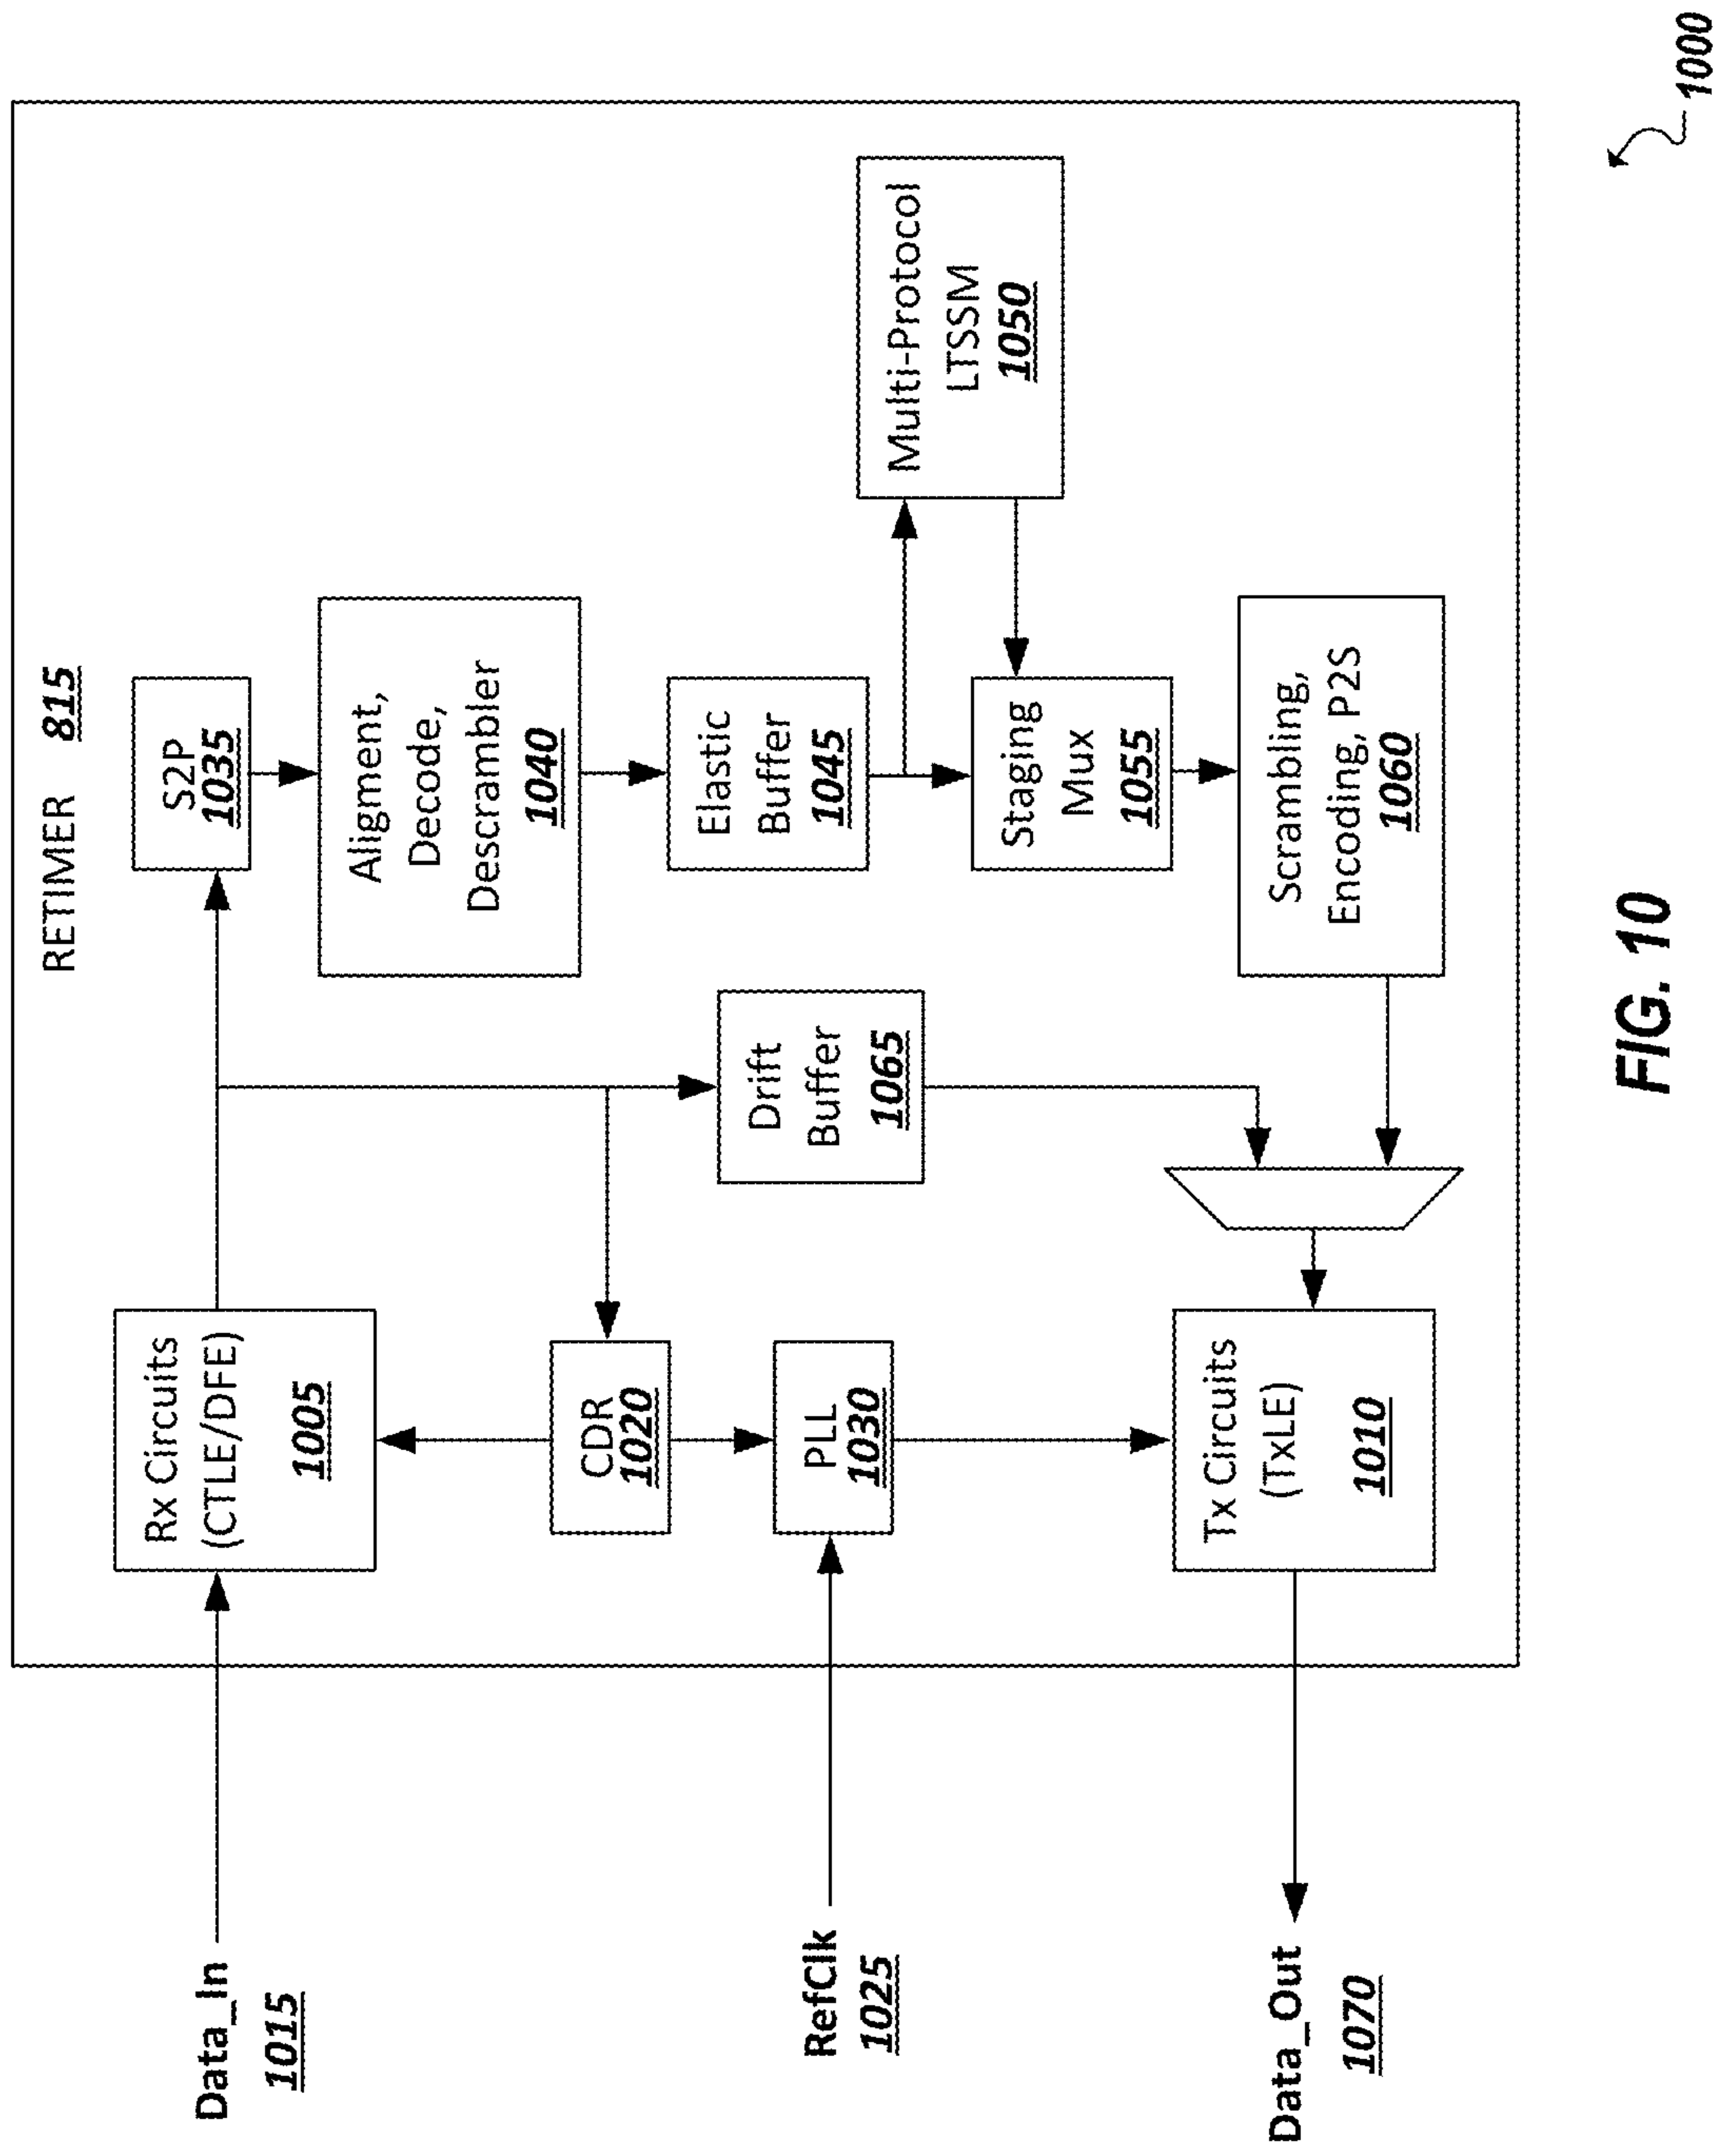 RETIMER 815
Data_In
1015
Rx Circuits
(CTLE/DFE)
1005
S2P
1035
Aligment,
Decode,
Descrambler
1040
CDR
1020
Drift
Buffer
1065
Elastic
Buffer
1045
RefClk
1025
PLL
1030
Multi-Protocol
LTSSM
1050
Staging
Mux
1055
Data_Out
1070
Tx Circuits
(TxLE)
1010
Scrambling,
Encoding, P2S
1060
1000
FIG. 10